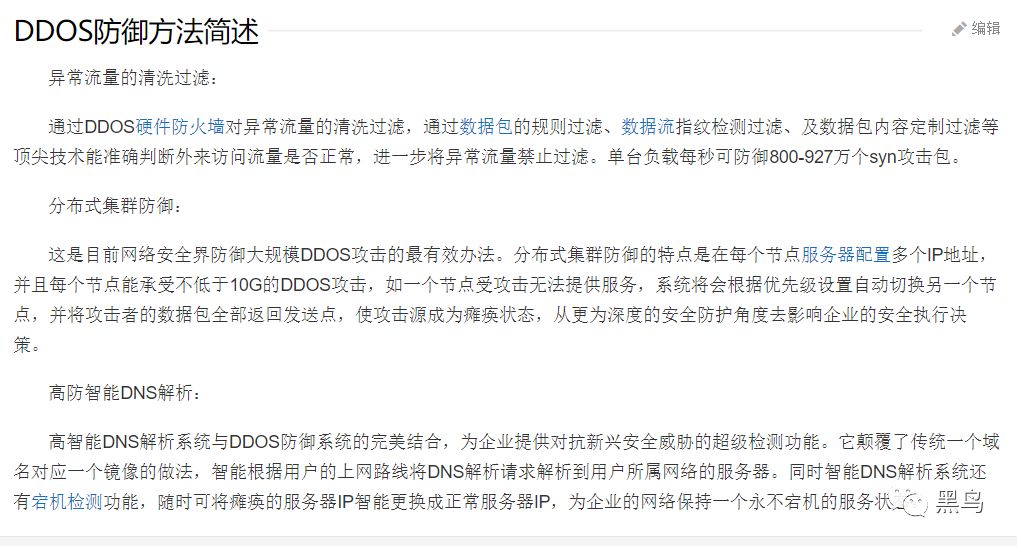 DDOS防御方法简述
编辑
异常流量的清洗过滤：
通过DDOS硬件防火墙对异常流量的清洗过滤，通过数据包的规则过滤、数据流指纹检测过滤、及数据包内容定制过滤等
顶尖技术能准确判断外来访问流量是否正常，进一步将异常流量禁止过滤。单台负载每秒可防御800-927万个syn攻击包。
分布式集群防御：
这是目前网络安全界防御大规模DDOS攻击的最有效办法。分布式集群防御的特点是在每个节点服务器配置多个IP地址，
并且每个节点能承受不低于10G的DDOS攻击，如一个节点受攻击无法提供服务，系统将会根据优先级设置自动切换另一个节
点，并将攻击者的数据包全部返回发送点，使攻击源成为瘫痪状态，从更为深度的安全防护角度去影响企业的安全执行决
策。
高防智能DNS解析：
高智能DNS解析系统与DDOS防御系统的完美结合，为企业提供对抗新兴安全威胁的超级检测功能。它颠覆了传统一个域
名对应一个镜像的做法，智能根据用户的上网路线将DNS解析请求解析到用户所属网络的服务器。同时智能DNS解析系统还
有宕机检测功能，随时可将瘫痪的服务器IP智能更换成正常服务器IP，为企业的网络保持一个永不宕机的服务状
黑鸟